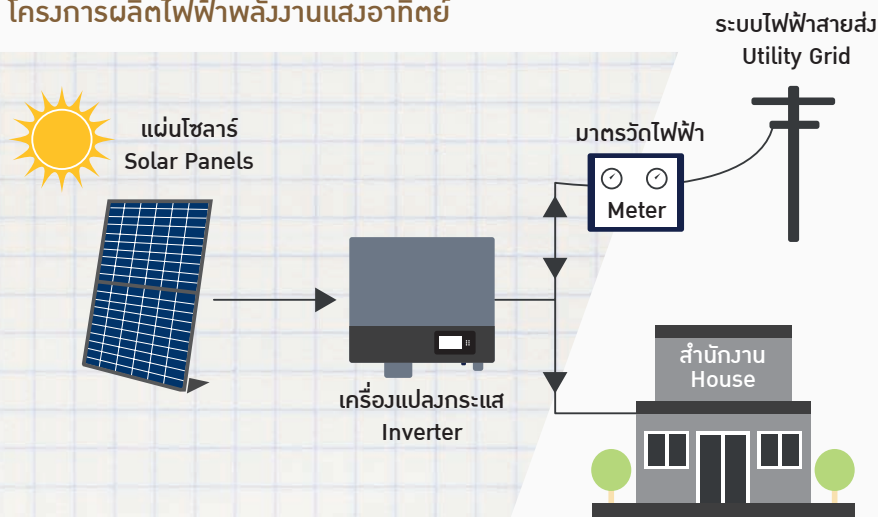 โครงการผลิตไฟฟ้าพลังงานแสงอาทิตย์
ระบบไฟฟ้าสายส่ง
Utility Grid
แผ่นโซลาร์
Solar Panels
มาตรวัดไฟฟ้า
Meter
เครื่องแปลงกระแส
Inverter
สำนักงาน
House